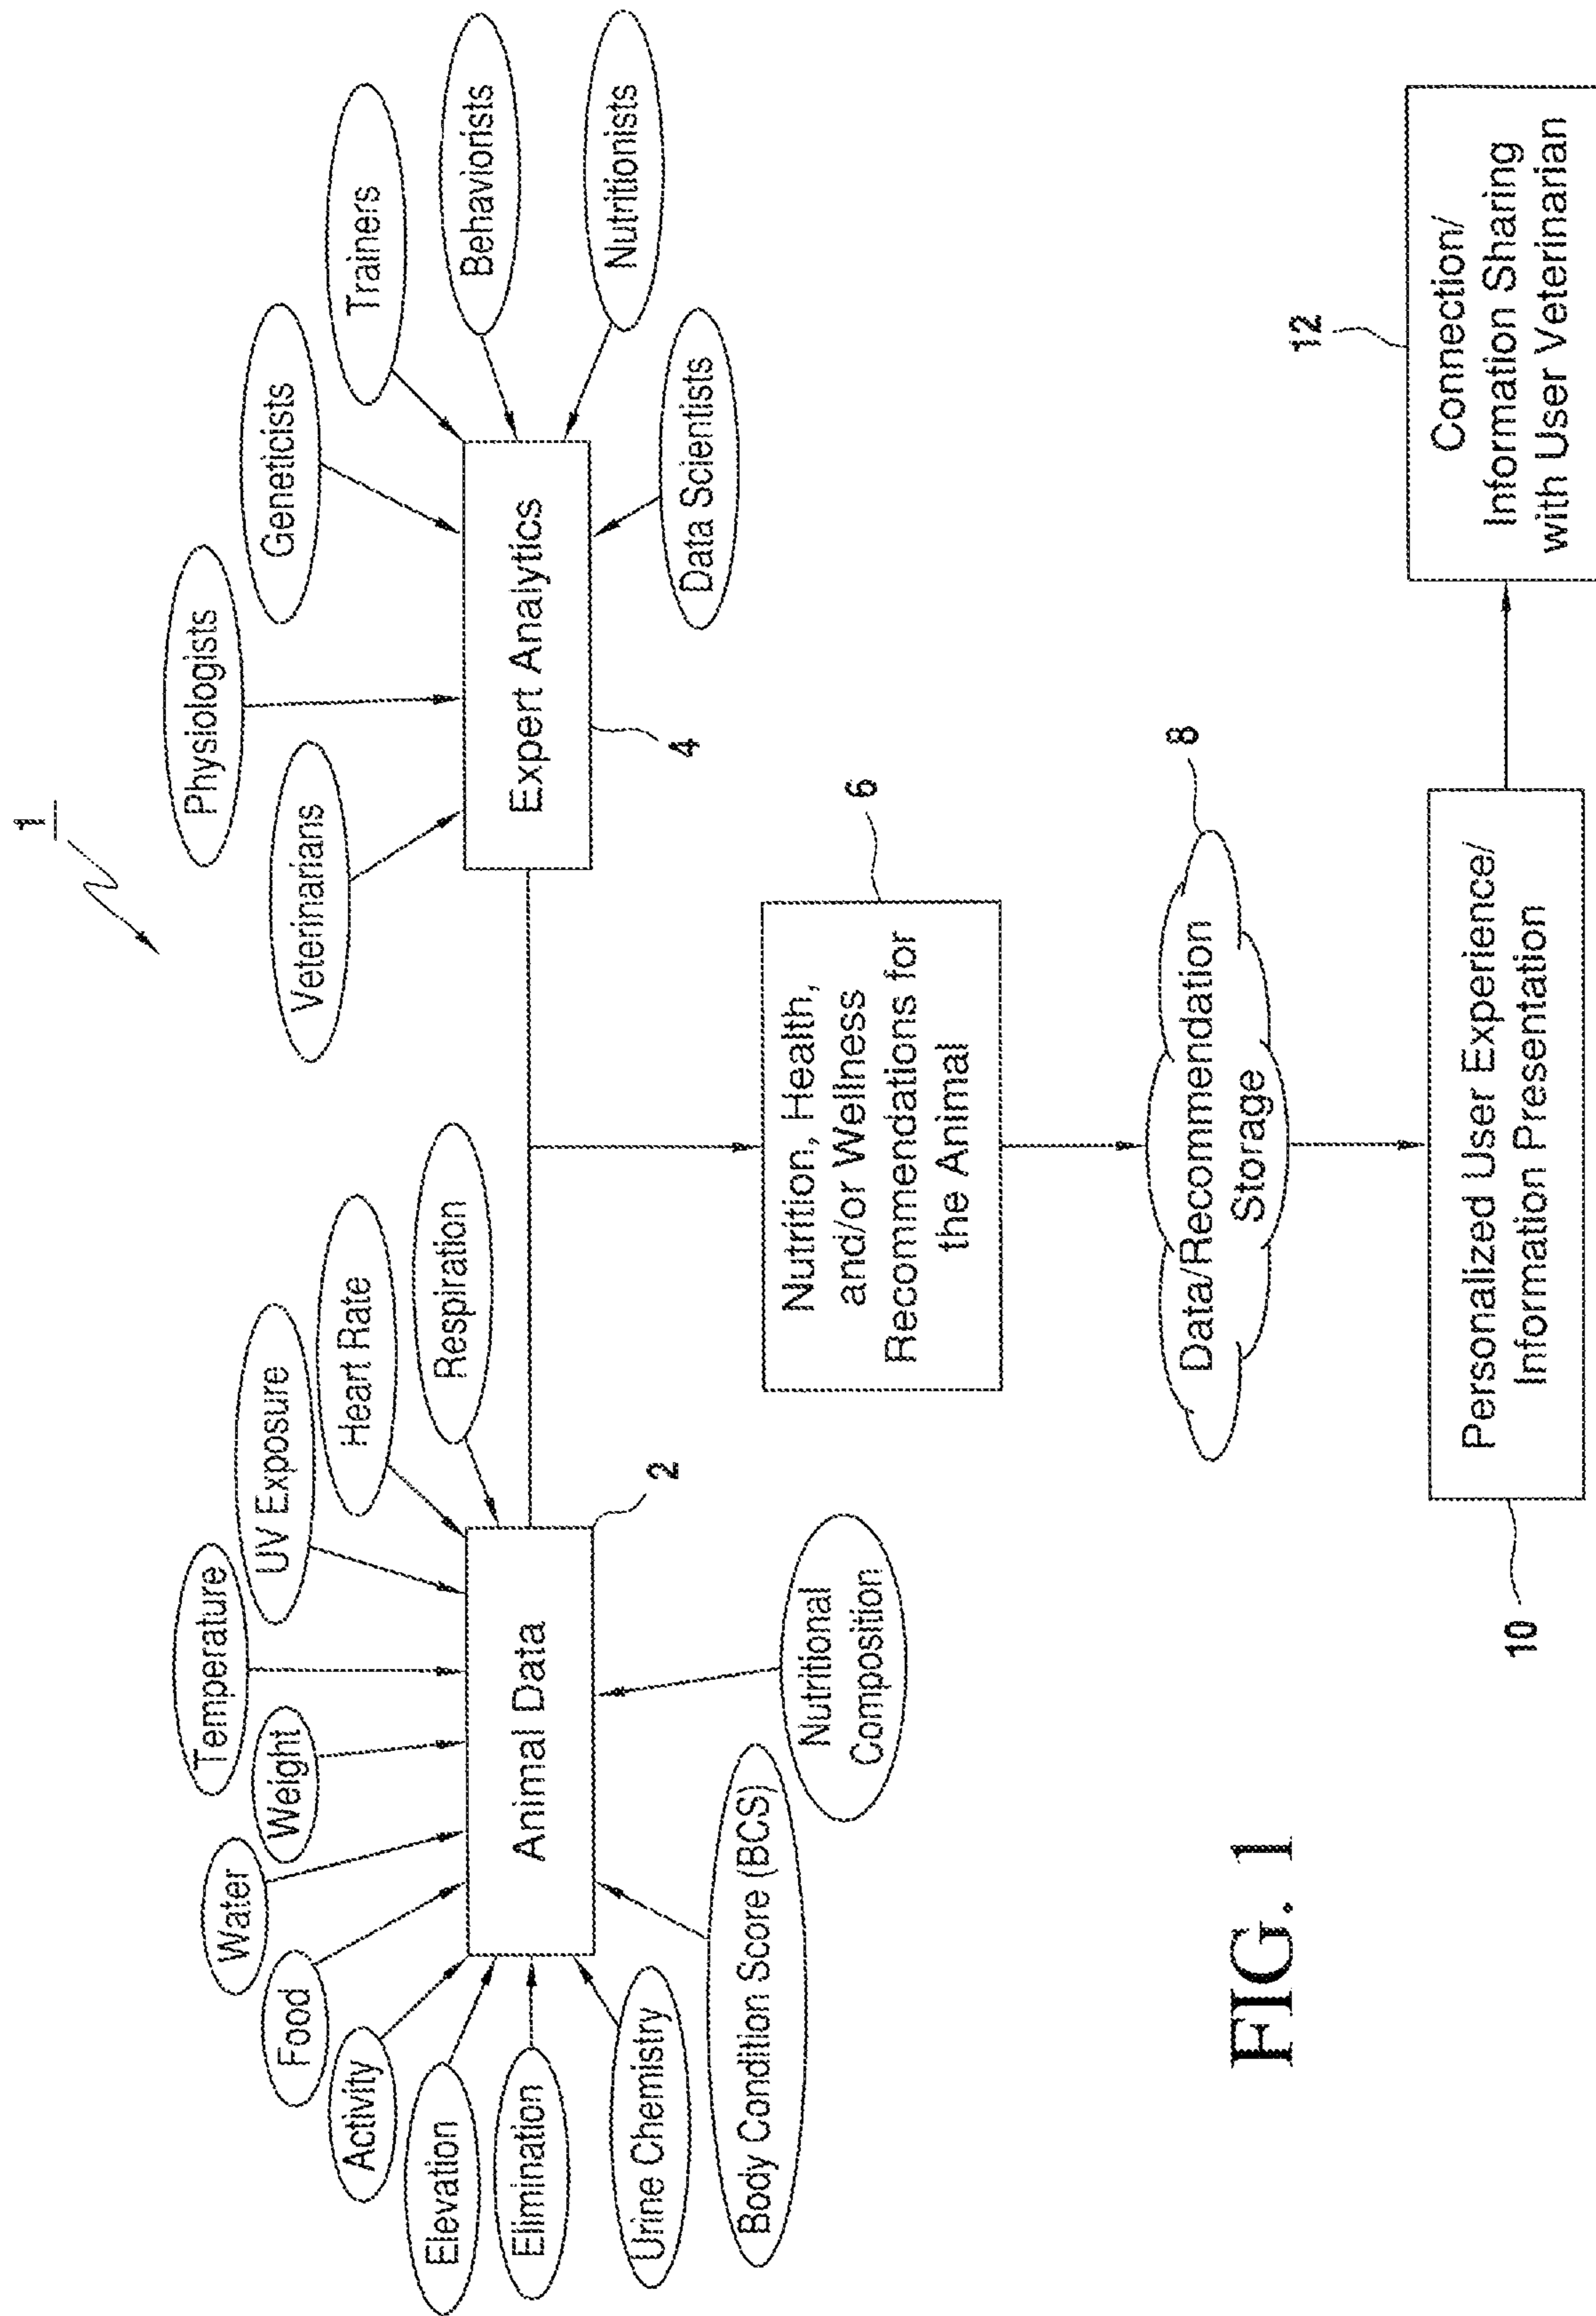 1
Temperature
UV Exposure
Water
Weight
Heart Rate
Food
Activity
Respiration
Elevation
Elimination
Urine Chemistry
Body Condition Score (BCS)
Nutritional
Composition
Animal Data
2
Physiologists
Geneticists
Veterinarians
Trainers
Behaviorists
Nutritionists
Data Scientists
Expert Analytics
4
Nutrition, Health,
and/or Wellness
Recommendations for
the Animal
6
Data/Recommendation
Storage
8
Personalized User Experience/
Information Presentation
10
Connection/
Information Sharing
with User Veterinarian
12
FIG. 1